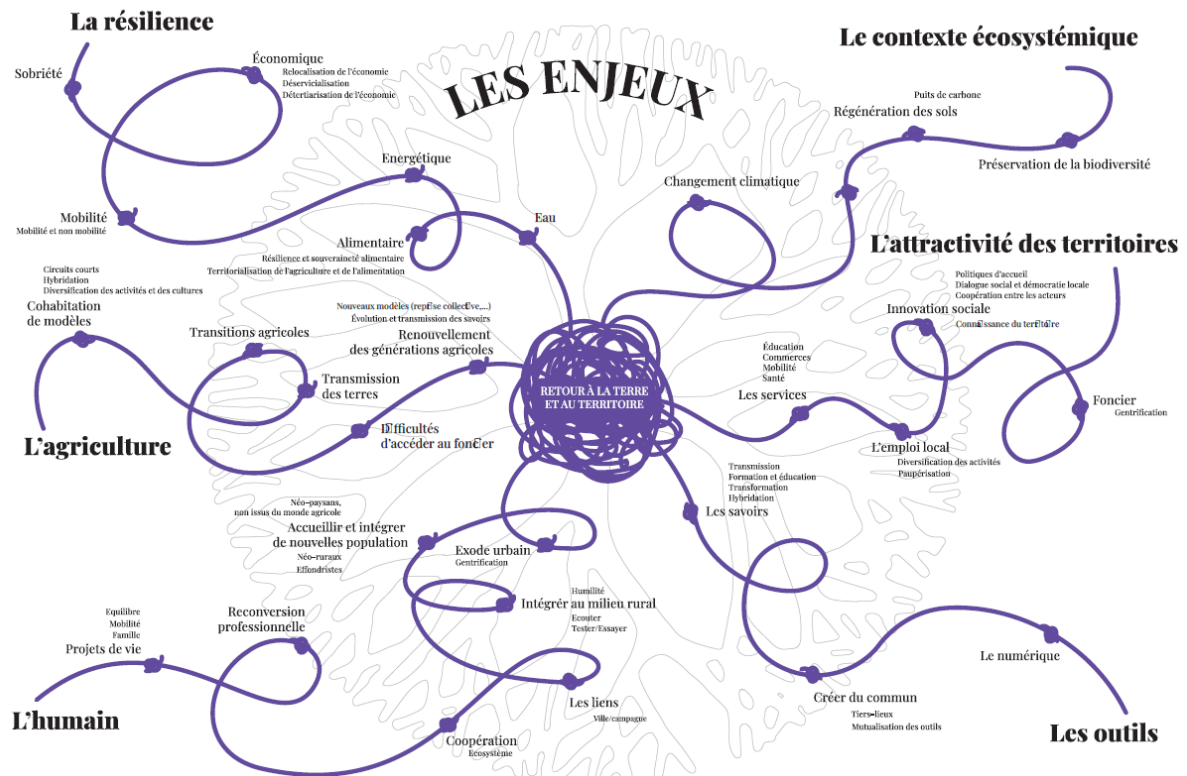 LES ENJEUX
RETOUR À LA TERRE
ET AU TERRITOIRE
La résilience
Sobriété
Économique
Relocalisation de l'économie
Déservicialisation
Détertiarisation de l'économie
Mobilité
Mobilité et non mobilité
Energétique
Alimentaire
Résilience et souveraineté alimentaire
Territorialisation de l'agriculture et de l'alimentation
Eau
Le contexte écosystémique
Puits de carbone
Régénération des sols
Préservation de la biodiversité
Changement climatique
L'attractivité des territoires
Politiques d'accueil
Dialogue social et démocratie locale
Coopération entre les acteurs
Innovation sociale
Connaissance du territoire
Foncier
Gentrification
Éducation
Commerces
Mobilité
Santé
Les services
L'emploi local
Diversification des activités
Paupérisation
Circuits courts
Hybridation
Diversification des activités et des cultures
Cohabitation
de modèles
Transitions agricoles
Transmission
des terres
Nouveaux modèles (reprise collective,...)
Évolution et transmission des savoirs
Renouvellement
des générations agricoles
Difficultés
d'accéder au foncier
L'agriculture
Néo-paysans,
non issus du monde agricole
Accueillir et intégrer
de nouvelles population
Néo-ruraux
Effondristes
Exode urbain
Gentrification
Humilité
Intégrer au milieu rural
Ecouter
Tester/Essayer
Equilibre
Mobilité
Famille
Projets de vie
Reconversion
professionnelle
Les liens
Ville/campagne
Coopération
Ecosystème
L'humain
Transmission
Formation et éducation
Transformation
Hybridation
Les savoirs
Créer du commun
Tiers-lieux
Mutualisation des outils
Le numérique
Les outils